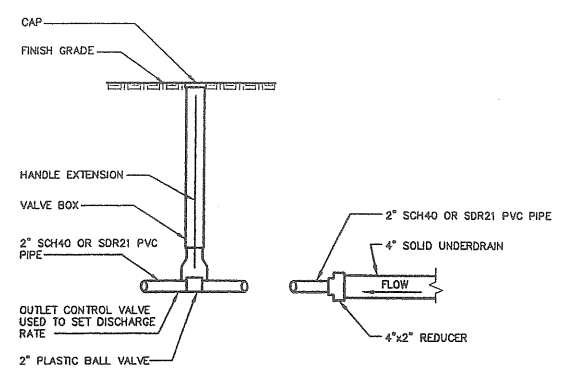 CAP
FINISH GRADE
HANDLE EXTENSION
VALVE BOX
2" SCH40 OR SDR21 PVC
PIPE
OUTLET CONTROL VALVE
USED TO SET DISCHARGE
RATE
2" PLASTIC BALL VALVE
2" SCH40 OR SDR21 PVC PIPE
4" SOLID UNDERDRAIN
FLOW
4"x2" REDUCER